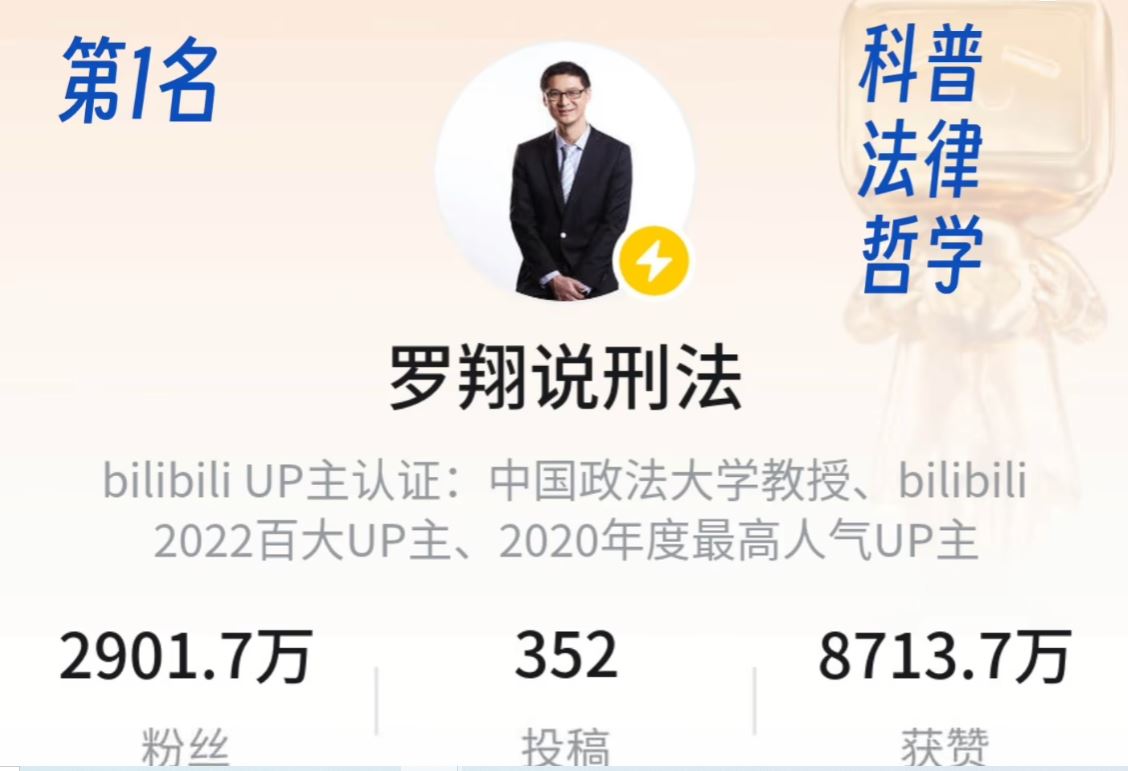 第1名
科普
法律
哲学
罗翔说刑法
bilibili UP主认证：中国政法大学教授、bilibili
2022百大UP主、2020年度最高人气UP主
2901.7万
352
8713.7万
粉丝
投稿
获赞